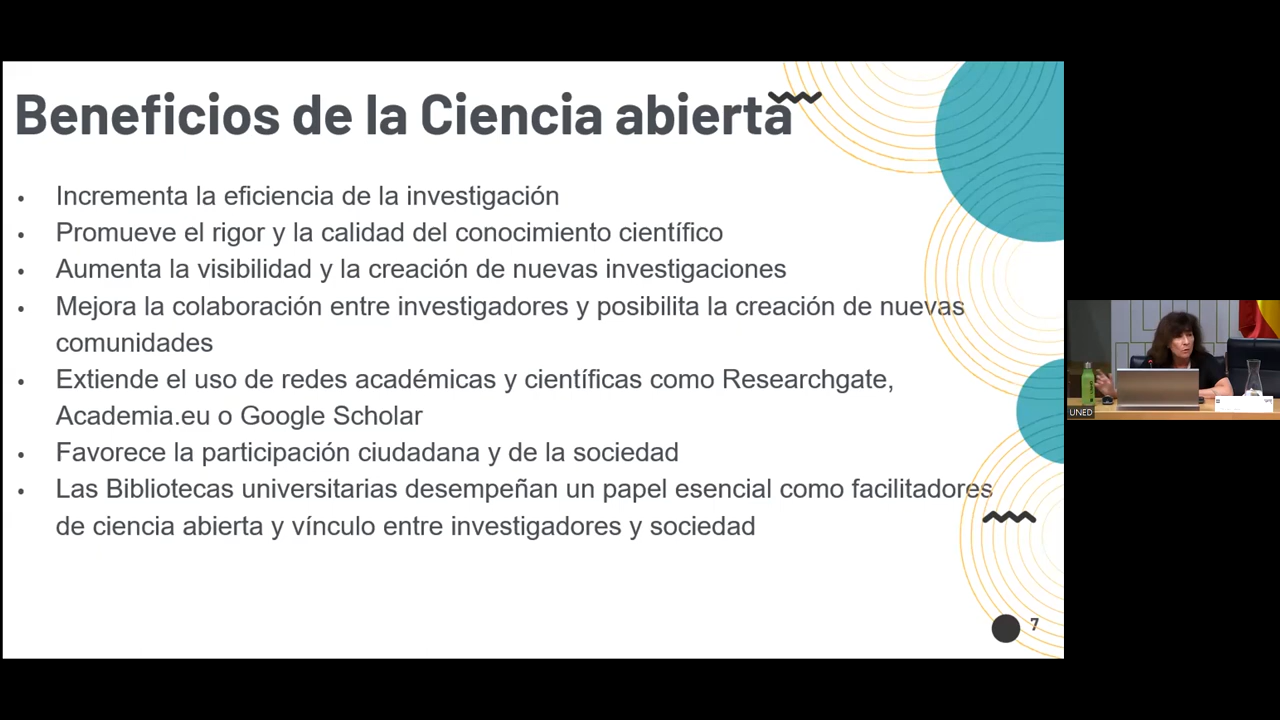 Beneficios de la Ciencia abierta
• Incrementa la eficiencia de la investigación
• Promueve el rigor y la calidad del conocimiento científico
• Aumenta la visibilidad y la creación de nuevas investigaciones
• Mejora la colaboración entre investigadores y posibilita la creación de nuevas
comunidades
• Extiende el uso de redes académicas y científicas como Researchgate,
Academia.eu o Google Scholar
• Favorece la participación ciudadana y de la sociedad
• Las Bibliotecas universitarias desempeñan un papel esencial como facilitadores
de ciencia abierta y vínculo entre investigadores y sociedad
7
UNED